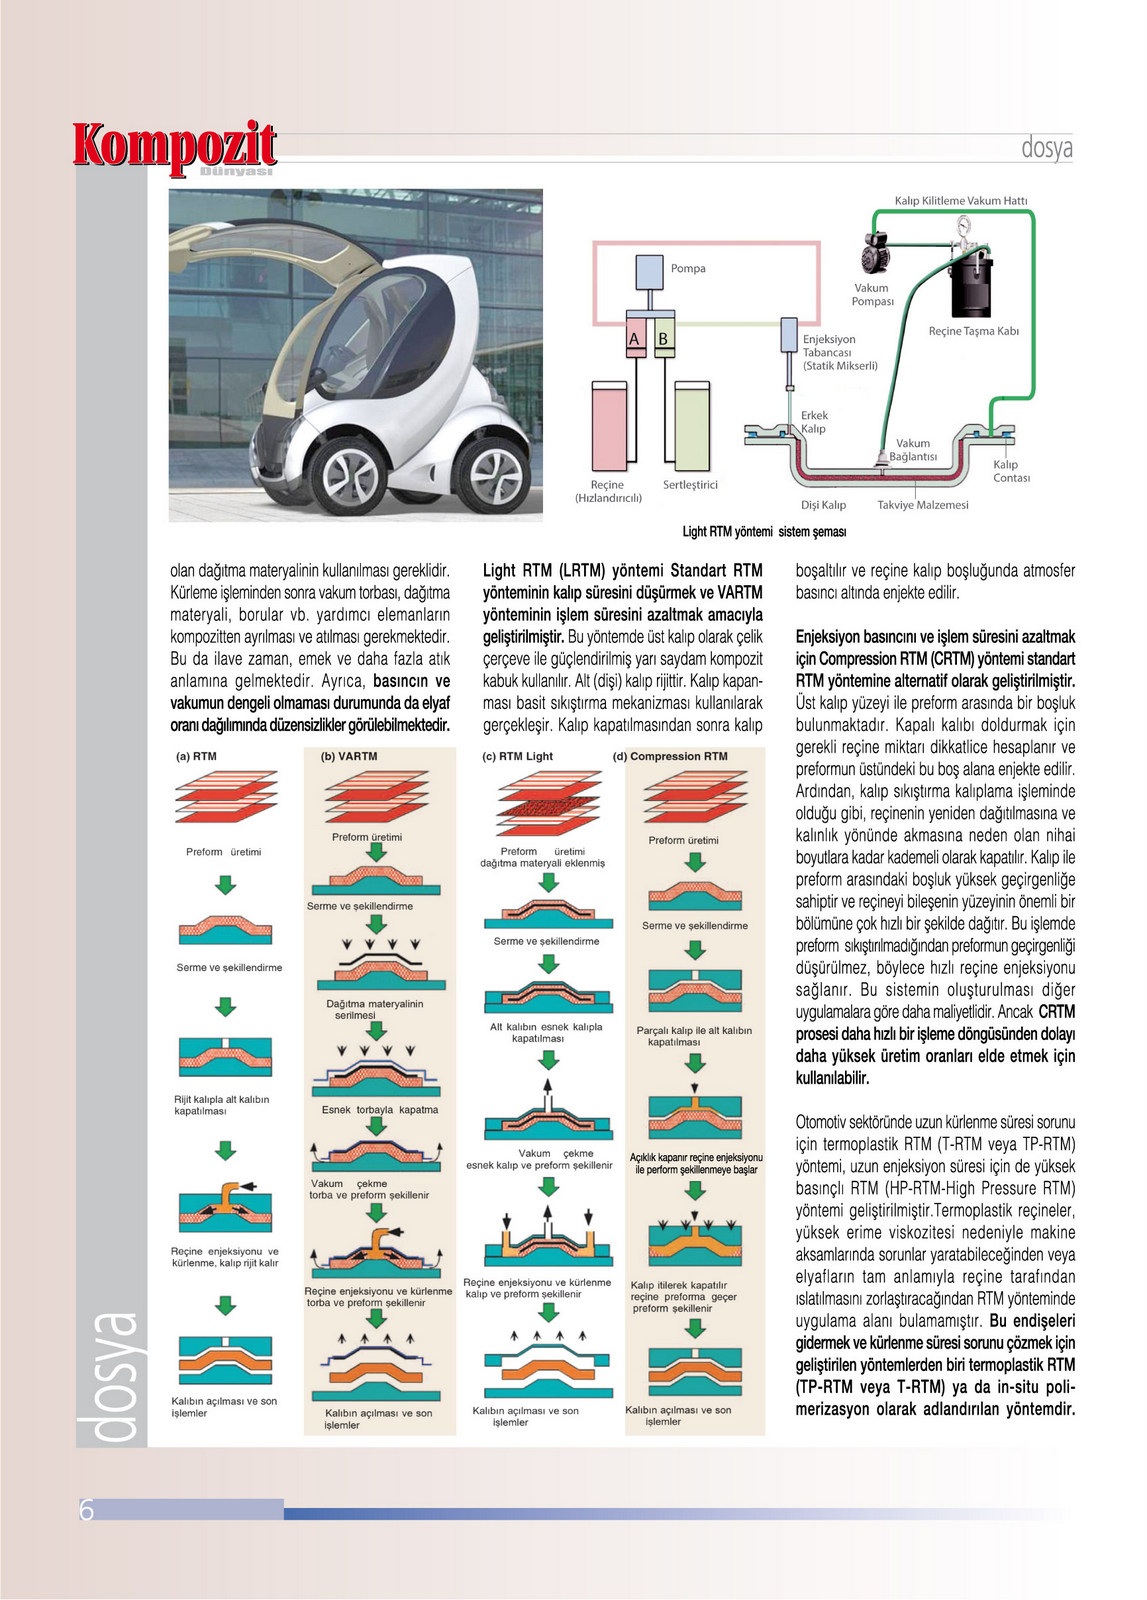 Kompozit
Dünyası
dosya
Kalıp Kilitleme Vakum Hattı
Pompa
Vakum
Pompası
Reçine Taşma Kabı
A
B
Enjeksiyon
Tabancası
(Statik Mikserli)
Erkek
Kalıp
Vakum
Bağlantısı
Kalıp
Contası
Reçine
(Hızlandırıcılı)
Sertleştirici
Dişi Kalıp
Takviye Malzemesi
Light RTM yöntemi sistem şeması
olan dağıtma materyalinin kullanılması gereklidir.
Kürleme işleminden sonra vakum torbası, dağıtma
materyali, borular vb. yardımcı elemanların
kompozitten ayrılması ve atılması gerekmektedir.
Bu da ilave zaman, emek ve daha fazla atık
anlamına gelmektedir. Ayrıca, basıncın ve
vakumun dengeli olmaması durumunda da elyaf
oranı dağılımında düzensizlikler görülebilmektedir.
Light RTM (LRTM) yöntemi Standart RTM
yönteminin kalıp süresini düşürmek ve VARTM
yönteminin işlem süresini azaltmak amacıyla
geliştirilmiştir. Bu yöntemde üst kalıp olarak çelik
çerçeve ile güçlendirilmiş yarı saydam kompozit
kabuk kullanılır. Alt (dişi) kalıp rijittir. Kalıp kapan-
ması basit sıkıştırma mekanizması kullanılarak
gerçekleşir. Kalıp kapatılmasından sonra kalıp
boşaltılır ve reçine kalıp boşluğunda atmosfer
basıncı altında enjekte edilir.
Enjeksiyon basıncını ve işlem süresini azaltmak
için Compression RTM (CRTM) yöntemi standart
RTM yöntemine alternatif olarak geliştirilmiştir.
Üst kalıp yüzeyi ile preform arasında bir boşluk
bulunmaktadır. Kapalı kalıbı doldurmak için
gerekli reçine miktarı dikkatlice hesaplanır ve
preformun üstündeki bu boş alana enjekte edilir.
Ardından, kalıp sıkıştırma kalıplama işleminde
olduğu gibi, reçinenin yeniden dağıtılmasına ve
kalınlık yönünde akmasına neden olan nihai
boyutlara kadar kademeli olarak kapatılır. Kalıp ile
preform arasındaki boşluk yüksek geçirgenliğe
sahiptir ve reçineyi bileşenin yüzeyinin önemli bir
bölümüne çok hızlı bir şekilde dağıtır. Bu işlemde
preform sıkıştırılmadığından preformun geçirgenliği
düşürülmez, böylece hızlı reçine enjeksiyonu
sağlanır. Bu sistemin oluşturulması diğer
uygulamalara göre daha maliyetlidir. Ancak CRTM
prosesi daha hızlı bir işleme döngüsünden dolayı
daha yüksek üretim oranları elde etmek için
kullanılabilir.
Otomotiv sektöründe uzun kürlenme süresi sorunu
için termoplastik RTM (T-RTM veya TP-RTM)
yöntemi, uzun enjeksiyon süresi için de yüksek
basınçlı RTM (HP-RTM-High Pressure RTM)
yöntemi geliştirilmiştir.Termoplastik reçineler,
yüksek erime viskozitesi nedeniyle makine
aksamlarında sorunlar yaratabileceğinden veya
elyafların tam anlamıyla reçine tarafından
ıslatılmasını zorlaştıracağından RTM yönteminde
uygulama alanı bulamamıştır. Bu endişeleri
gidermek ve kürlenme süresi sorunu çözmek için
geliştirilen yöntemlerden biri termoplastik RTM
(TP-RTM veya T-RTM) ya da in-situ poli-
merizasyon olarak adlandırılan yöntemdir.
(a) RTM
Preform üretimi
Serme ve şekillendirme
Rijit kalıpla alt kalıbın
kapatılması
Reçine enjeksiyonu ve
kürlenme, kalıp rijit kalır
Kalıbın açılması ve son
işlemler
(b) VARTM
Preform üretimi
Serme ve şekillendirme
Dağıtma materyalinin
serilmesi
Esnek torbayla kapatma
Vakum çekme
torba ve preform şekillenir
Reçine enjeksiyonu ve kürlenme
torba ve preform şekillenir
Kalıbın açılması ve son
işlemler
(c) RTM Light
Preform üretimi
dağıtma materyali eklenmiş
Serme ve şekillendirme
Alt kalıbın esnek kalıpla
kapatılması
Vakum çekme
esnek kalıp ve preform şekillenir
Reçine enjeksiyonu ve kürlenme
kalıp ve preform şekillenir
Kalıbın açılması ve son
işlemler
(d) Compression RTM
Preform üretimi
Serme ve şekillendirme
Parçalı kalıp ile alt kalıbın
kapatılması
Açıklık kapanır reçine enjeksiyonu
ile perform şekillenmeye başlar
Kalıp itilerek kapatılır
reçine preforma geçer
preform şekillenir
Kalıbın açılması ve son
işlemler
dosya
6